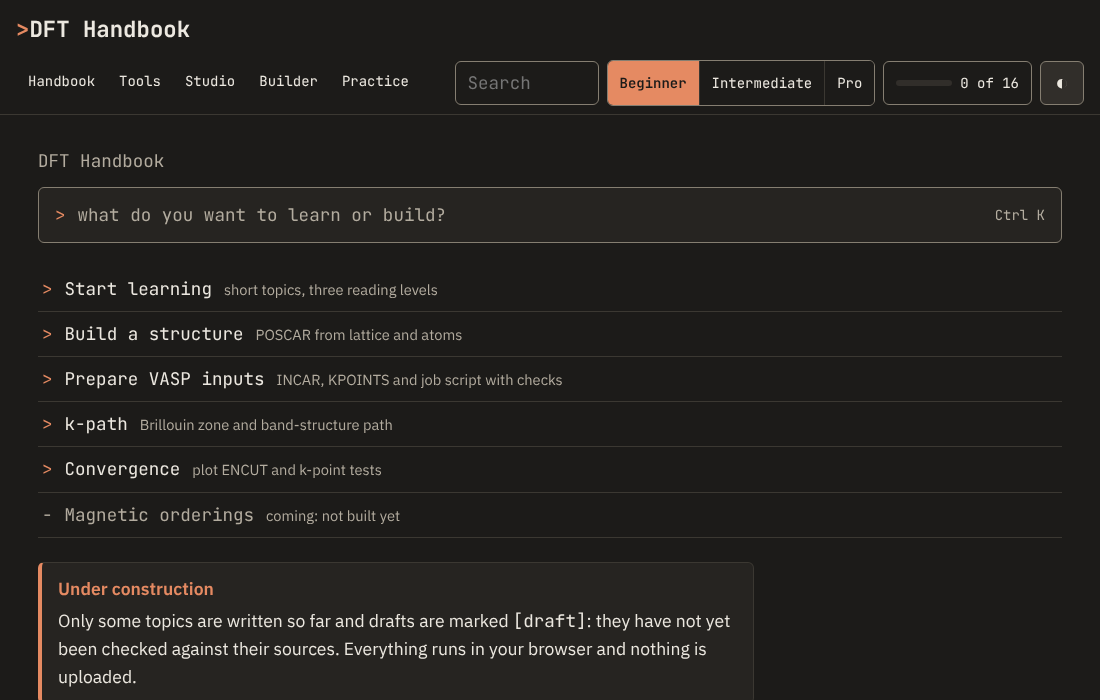 >DFT Handbook
Handbook Tools Studio Builder Practice Search Beginner Intermediate Pro 0 of 16
DFT Handbook
> what do you want to learn or build? Ctrl K
> Start learning short topics, three reading levels
> Build a structure POSCAR from lattice and atoms
> Prepare VASP inputs INCAR, KPOINTS and job script with checks
> k-path Brillouin zone and band-structure path
> Convergence plot ENCUT and k-point tests
- Magnetic orderings coming: not built yet
Under construction
Only some topics are written so far and drafts are marked [draft]: they have not yet
been checked against their sources. Everything runs in your browser and nothing is
uploaded.